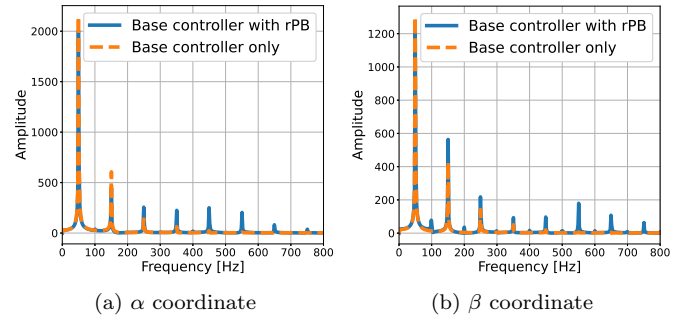 Base controller with rPB
Base controller only
Amplitude
2000
1500
1000
500
0
0 100 200 300 400 500 600 700 800
Frequency [Hz]
(a) α coordinate
Base controller with rPB
Base controller only
Amplitude
1200
1000
800
600
400
200
0
0 100 200 300 400 500 600 700 800
Frequency [Hz]
(b) β coordinate